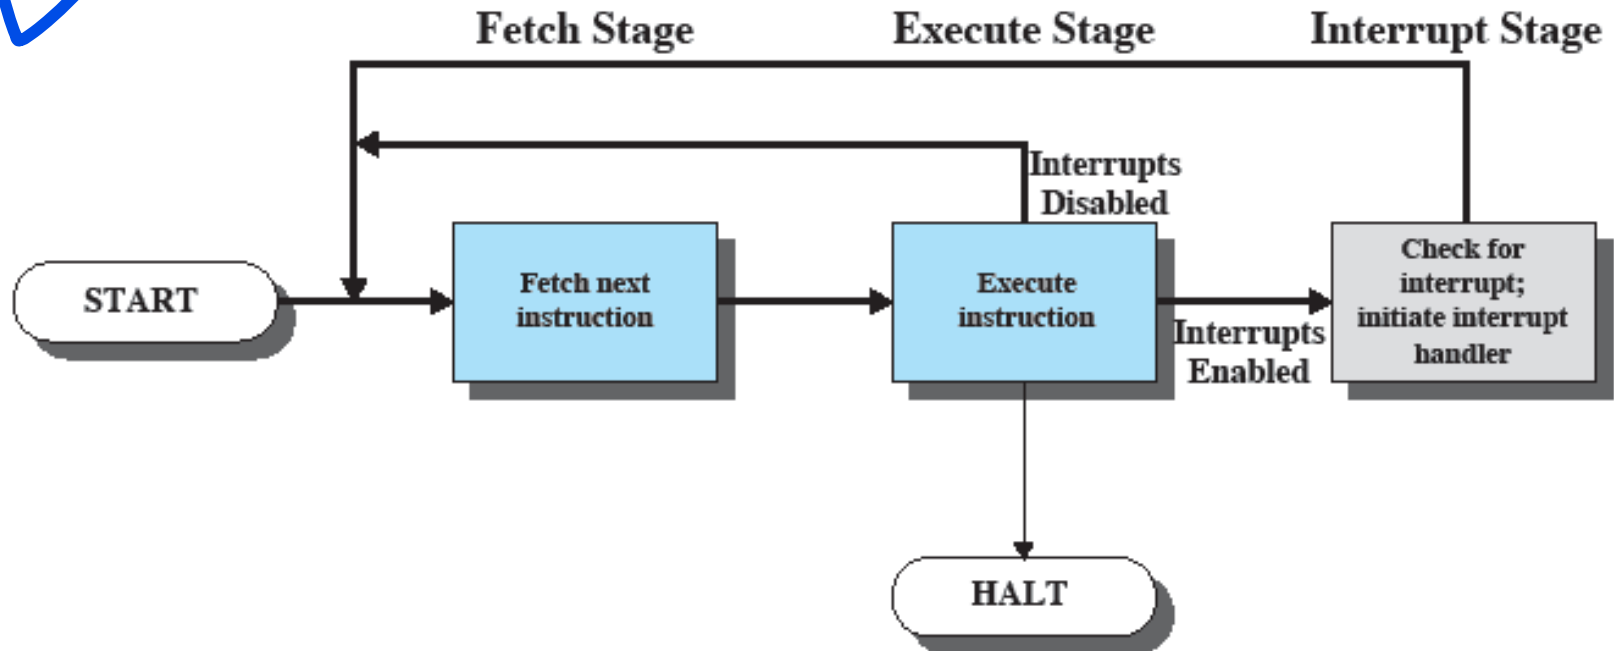 Fetch Stage
Execute Stage
Interrupt Stage
Interrupts
Disabled
START
Fetch next
instruction
Execute
instruction
Interrupts
Enabled
Check for
interrupt;
initiate interrupt
handler
HALT